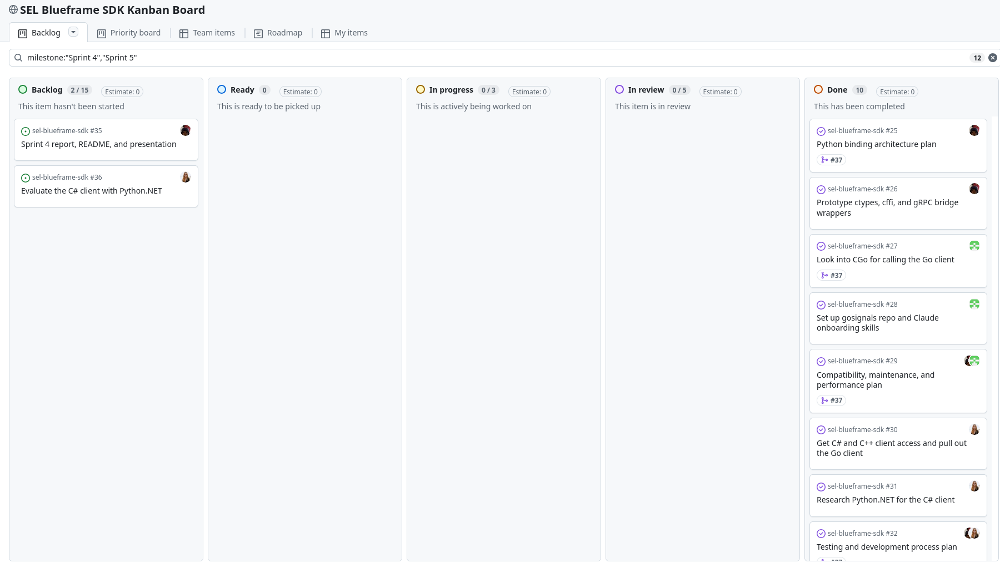 SEL Blueframe SDK Kanban Board
Backlog
Priority board
Team items
Roadmap
My items
milestone:"Sprint 4","Sprint 5"
12
Backlog 2 / 15 Estimate: 0
This item hasn't been started
sel-blueframe-sdk #35
Sprint 4 report, README, and presentation
sel-blueframe-sdk #36
Evaluate the C# client with Python.NET
Ready 0 Estimate: 0
This is ready to be picked up
In progress 0 / 3 Estimate: 0
This is actively being worked on
In review 0 / 5 Estimate: 0
This item is in review
Done 10 Estimate: 0
This has been completed
sel-blueframe-sdk #25
Python binding architecture plan
#37
sel-blueframe-sdk #26
Prototype ctypes, cffi, and gRPC bridge
wrappers
sel-blueframe-sdk #27
Look into CGo for calling the Go client
#37
sel-blueframe-sdk #28
Set up gosignals repo and Claude
onboarding skills
sel-blueframe-sdk #29
Compatibility, maintenance, and
performance plan
#37
sel-blueframe-sdk #30
Get C# and C++ client access and pull out
the Go client
sel-blueframe-sdk #31
Research Python.NET for the C# client
sel-blueframe-sdk #32
Testing and development process plan